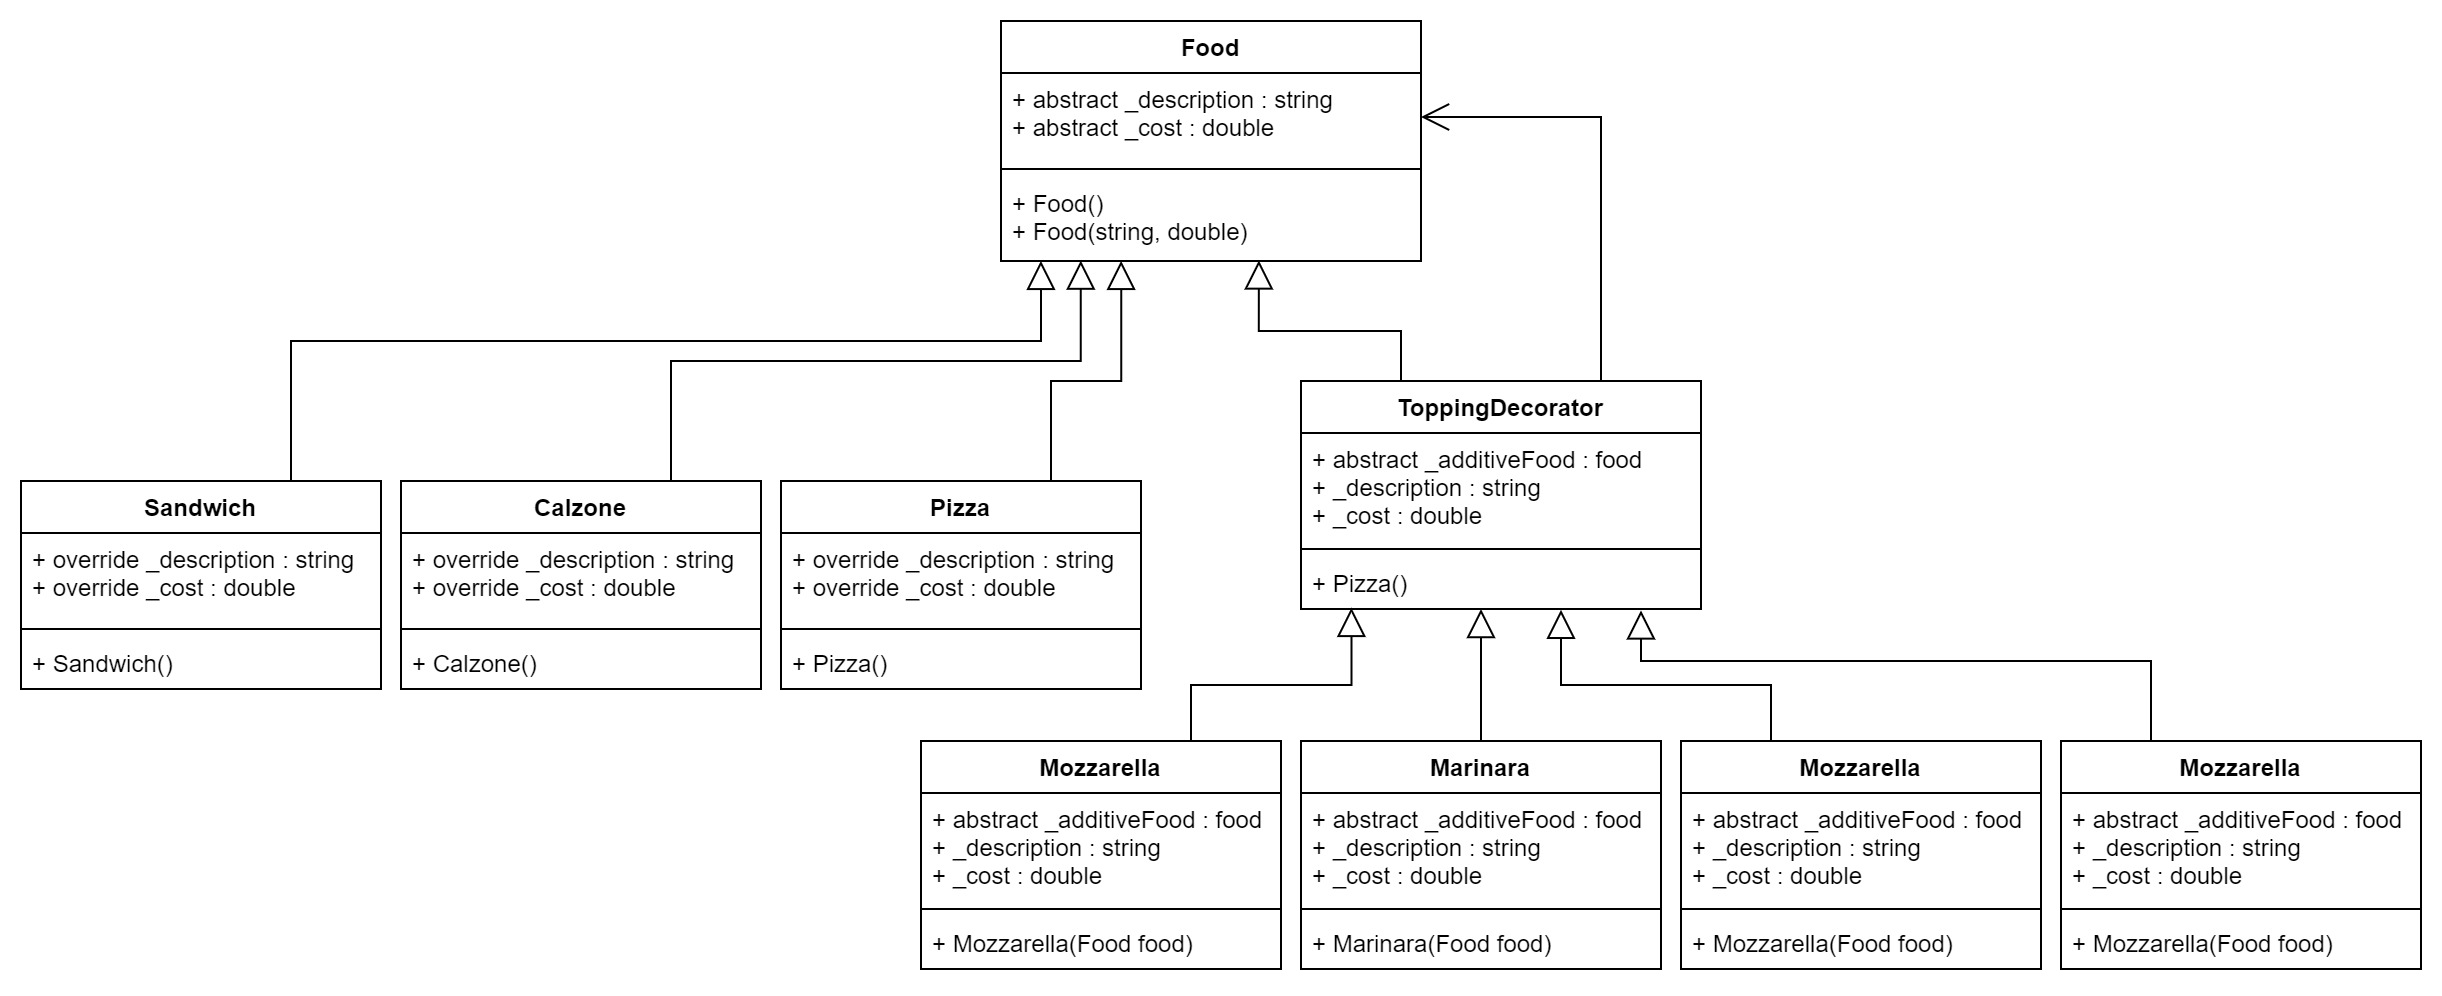 Food
+ abstract _description : string
+ abstract _cost : double
+ Food()
+ Food(string, double)
ToppingDecorator
+ abstract _additiveFood : food
+ _description : string
+ _cost : double
+ Pizza()
Sandwich
+ override _description : string
+ override _cost : double
+ Sandwich()
Calzone
+ override _description : string
+ override _cost : double
+ Calzone()
Pizza
+ override _description : string
+ override _cost : double
+ Pizza()
Mozzarella
+ abstract _additiveFood : food
+ _description : string
+ _cost : double
+ Mozzarella(Food food)
Marinara
+ abstract _additiveFood : food
+ _description : string
+ _cost : double
+ Marinara(Food food)
Mozzarella
+ abstract _additiveFood : food
+ _description : string
+ _cost : double
+ Mozzarella(Food food)
Mozzarella
+ abstract _additiveFood : food
+ _description : string
+ _cost : double
+ Mozzarella(Food food)